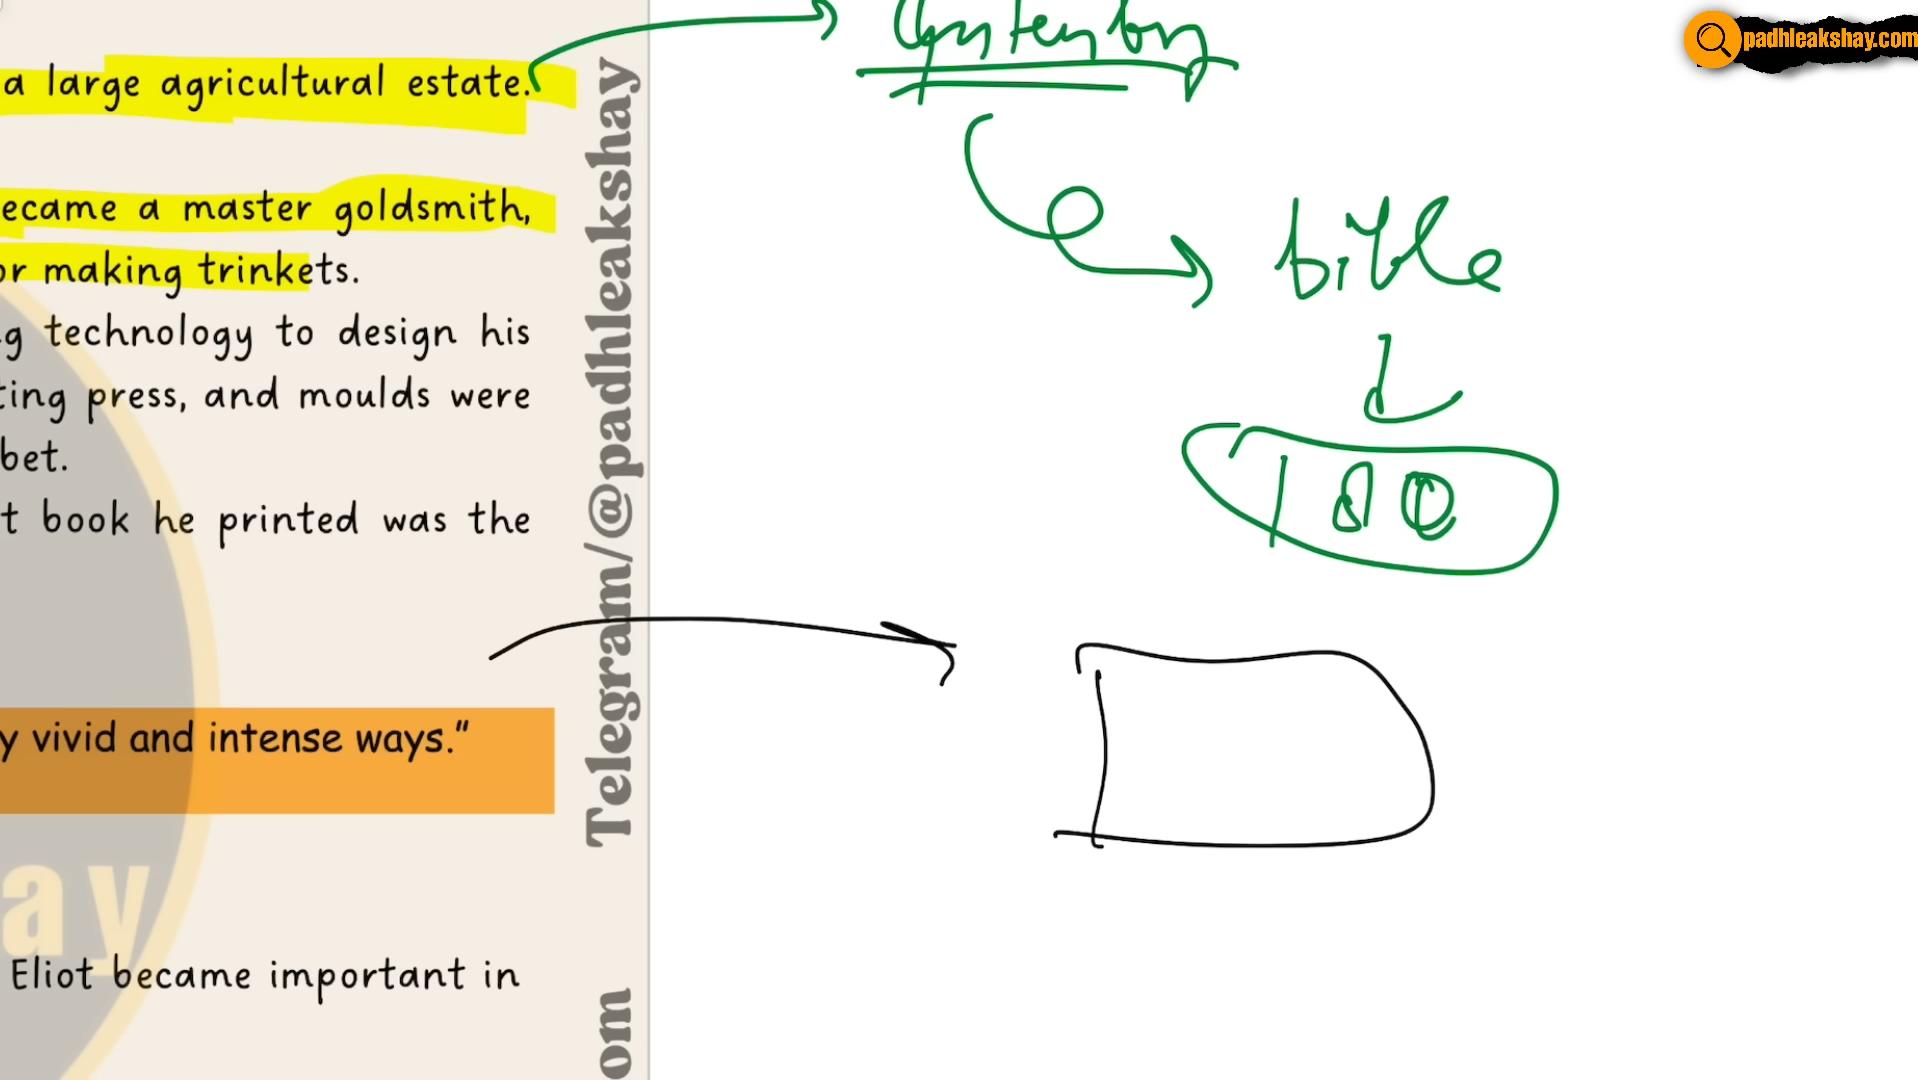 padhleakshay.com
a large agricultural estate.
ecame a master goldsmith,
or making trinkets.
g technology to design his
ting press, and moulds were
bet.
t book he printed was the
y vivid and intense ways."
ay
Eliot became important in
Telegram/@padhleakshay
om
bible
180